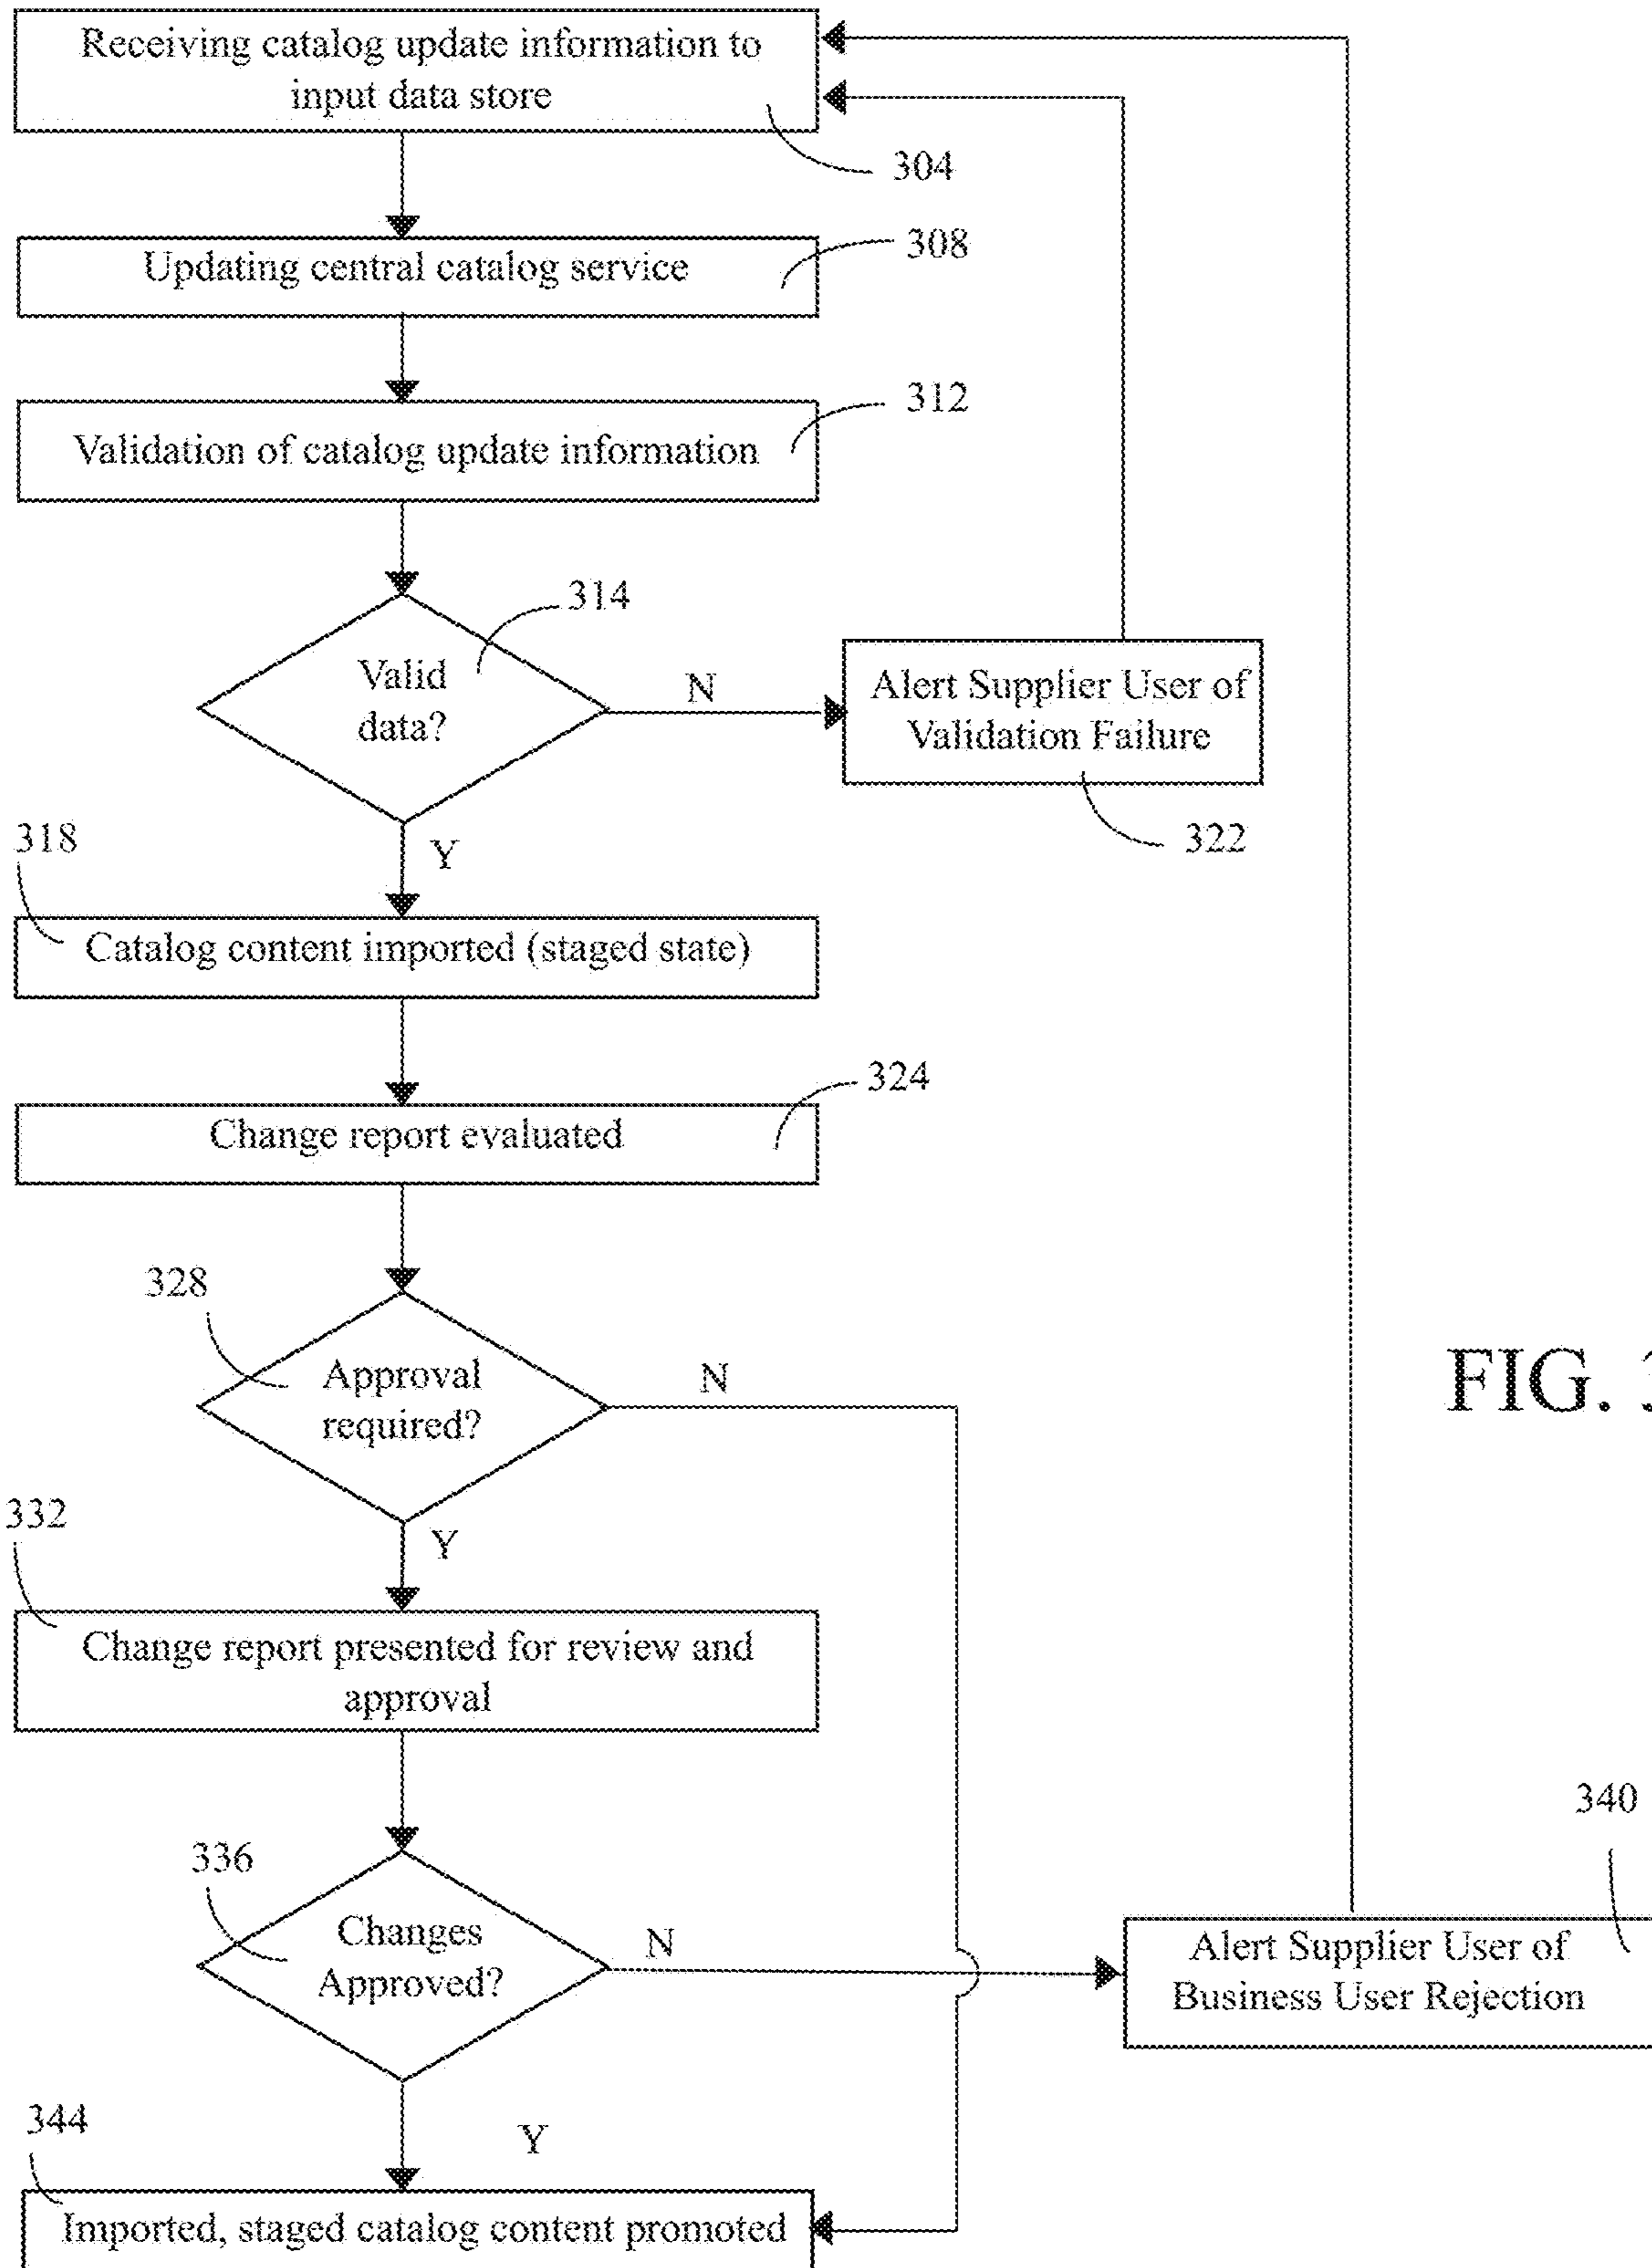 Receiving catalog update information to
input data store
304
308
Updating central catalog service
312
Validation of catalog update information
314
Valid
data?
N
Alert Supplier User of
Validation Failure
322
Y
318
Catalog content imported (staged state)
324
Change report evaluated
328
Approval
required?
N
FIG.
Y
332
Change report presented for review and
approval
340
336
Changes
Approved?
N
Alert Supplier User of
Business User Rejection
Y
344
Imported, staged catalog content promoted